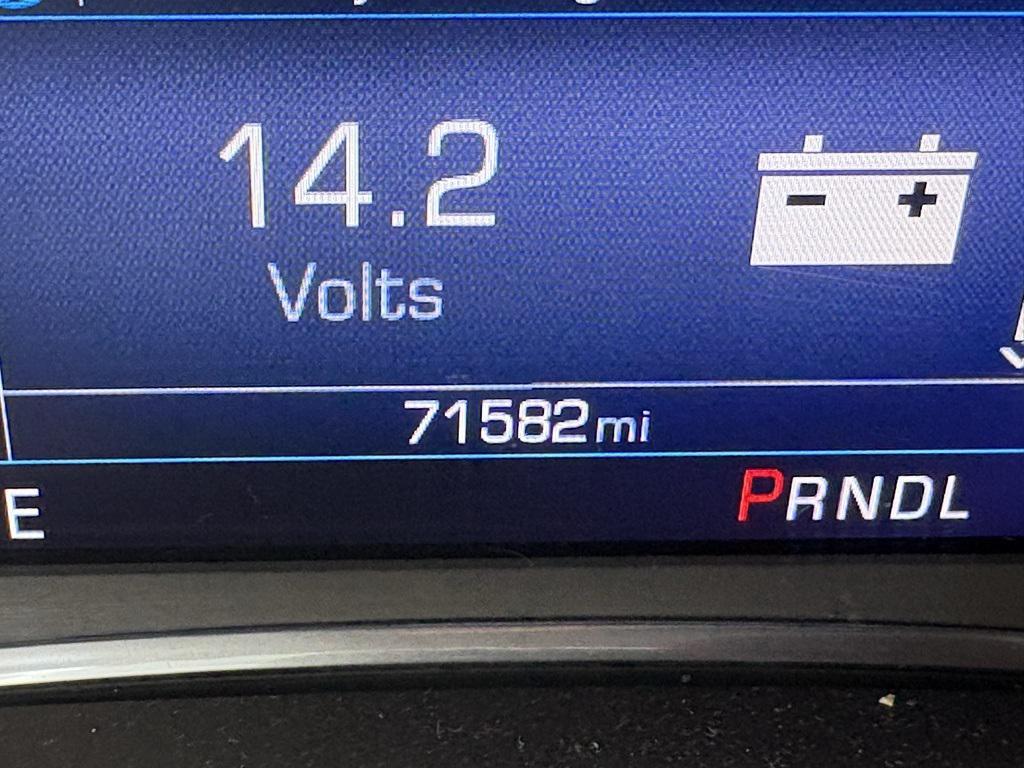 14.2
Volts
71582mi
E
PRNDL